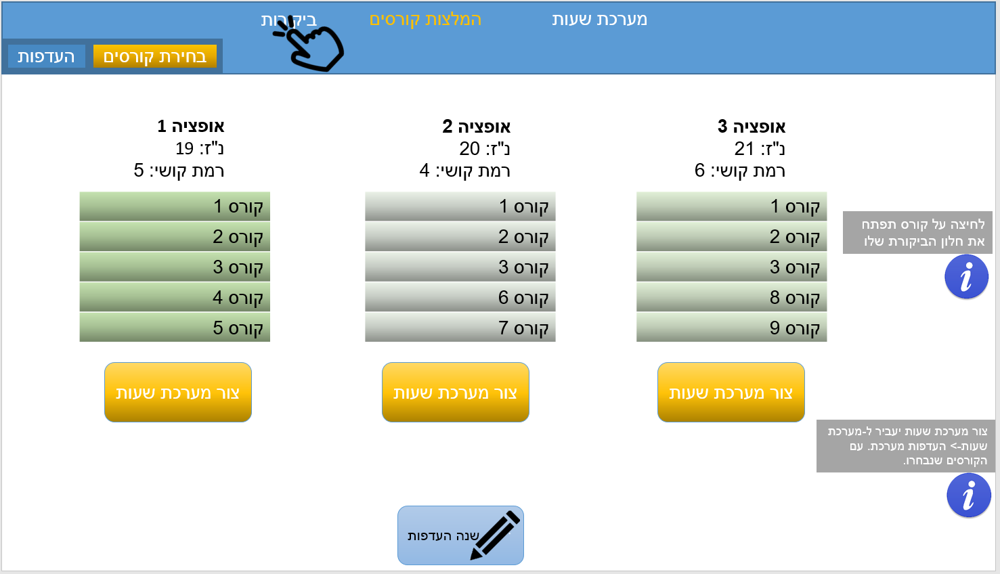 מערכת שעות
המלצות קורסים
ביקורות
בחירת קורסים
העדפות
אופציה 3
נ"ז: 21
רמת קושי: 6
קורס 1
קורס 2
קורס 3
קורס 8
קורס 9
צור מערכת שעות
אופציה 2
נ"ז: 20
רמת קושי: 4
קורס 1
קורס 2
קורס 3
קורס 6
קורס 7
צור מערכת שעות
אופציה 1
נ"ז: 19
רמת קושי: 5
קורס 1
קורס 2
קורס 3
קורס 4
קורס 5
צור מערכת שעות
לחיצה על קורס תפתח
את חלון הביקורת שלו
צור מערכת שעות יעביר ל-מערכת
שעות-> העדפות מערכת. עם
הקורסים שנבחרו.
שנה העדפות